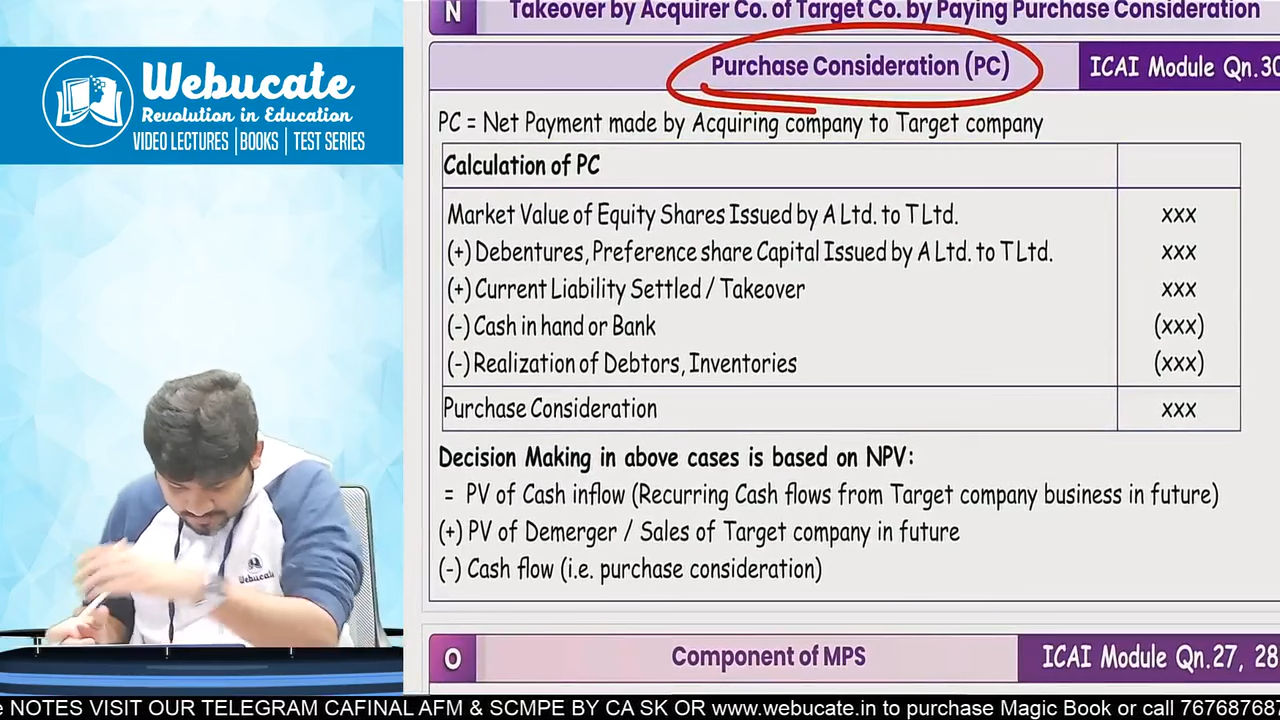 Webucate
Revolution in Education
VIDEO LECTURES | BOOKS | TEST SERIES
N
Takeover by Acquirer Co. of Target Co. by Paying Purchase Consideration
Purchase Consideration (PC)
ICAI Module Qn.30
PC = Net Payment made by Acquiring company to Target company
Calculation of PC
Market Value of Equity Shares Issued by A Ltd. to T Ltd. xxx
(+) Debentures, Preference share Capital Issued by A Ltd. to T Ltd. xxx
(+) Current Liability Settled / Takeover xxx
(-) Cash in hand or Bank (xxx)
(-) Realization of Debtors, Inventories (xxx)
Purchase Consideration xxx
Decision Making in above cases is based on NPV:
= PV of Cash inflow (Recurring Cash flows from Target company business in future)
(+) PV of Demerger / Sales of Target company in future
(-) Cash flow (i.e. purchase consideration)
Webucate
O
Component of MPS
ICAI Module Qn.27, 28
e NOTES VISIT OUR TELEGRAM CAFINAL AFM & SCMPE BY CA SK OR www.webucate.in to purchase Magic Book or call 767687687